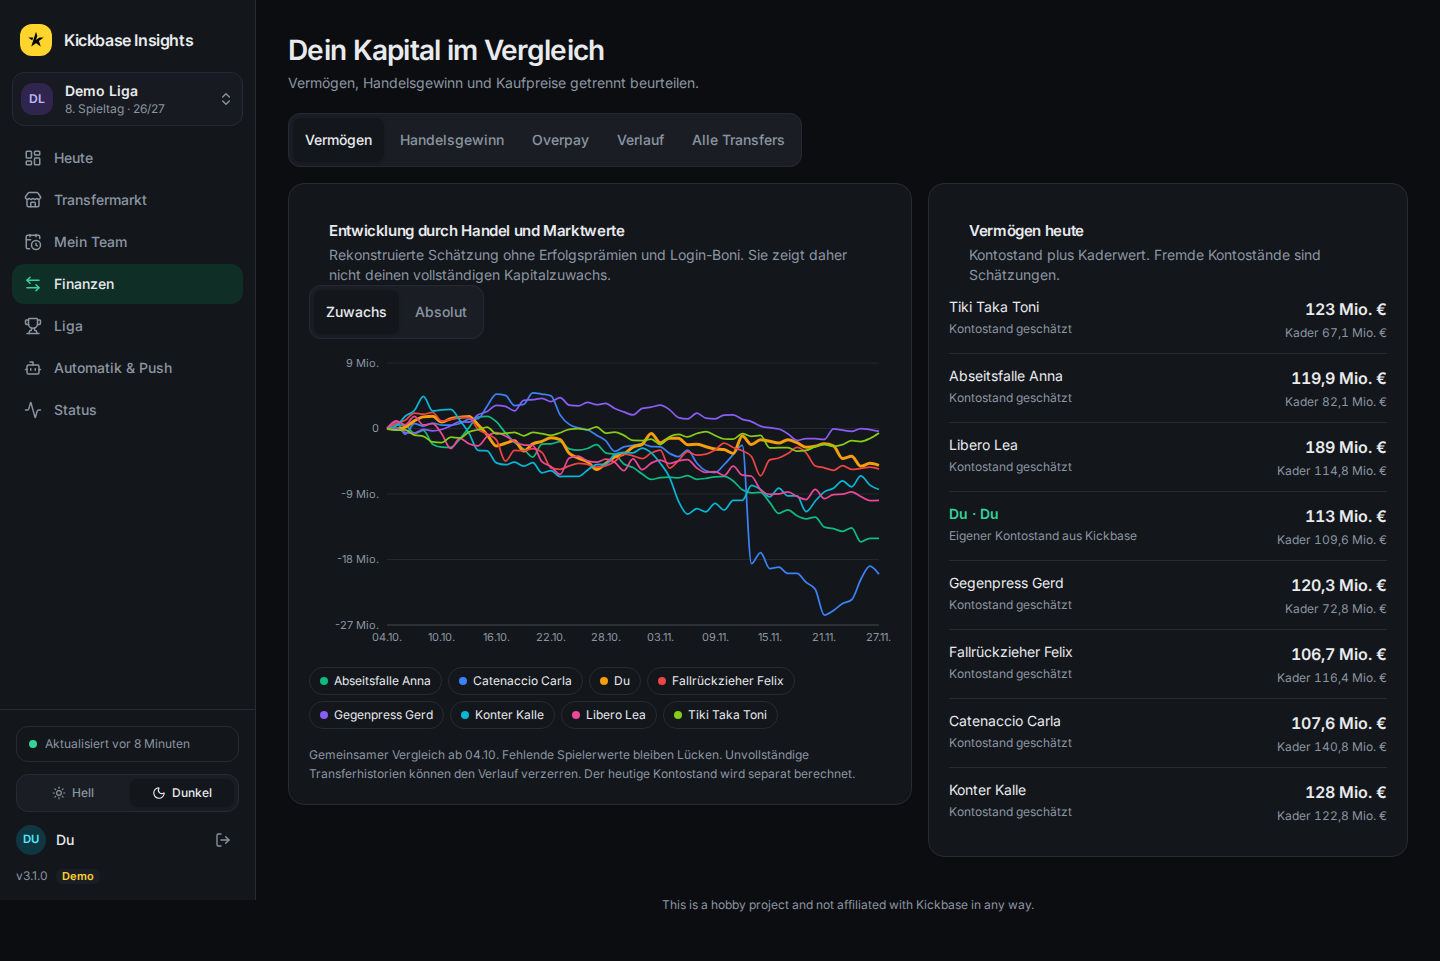 Kickbase Insights
DL
Demo Liga
8. Spieltag · 26/27
Heute
Transfermarkt
Mein Team
Finanzen
Liga
Automatik & Push
Status
Aktualisiert vor 8 Minuten
Hell
Dunkel
DU
Du
v3.1.0
Demo
Dein Kapital im Vergleich
Vermögen, Handelsgewinn und Kaufpreise getrennt beurteilen.
Vermögen
Handelsgewinn
Overpay
Verlauf
Alle Transfers
Entwicklung durch Handel und Marktwerte
Rekonstruierte Schätzung ohne Erfolgsprämien und Login-Boni. Sie zeigt daher
nicht deinen vollständigen Kapitalzuwachs.
Zuwachs
Absolut
9 Mio.
0
-9 Mio.
-18 Mio.
-27 Mio.
04.10.
10.10.
16.10.
22.10.
28.10.
03.11.
09.11.
15.11.
21.11.
27.11.
Abseitsfalle Anna
Catenaccio Carla
Du
Fallrückzieher Felix
Gegenpress Gerd
Konter Kalle
Libero Lea
Tiki Taka Toni
Gemeinsamer Vergleich ab 04.10. Fehlende Spielerwerte bleiben Lücken. Unvollständige
Transferhistorien können den Verlauf verzerren. Der heutige Kontostand wird separat berechnet.
Vermögen heute
Kontostand plus Kaderwert. Fremde Kontostände sind
Schätzungen.
Tiki Taka Toni
123 Mio. €
Kontostand geschätzt
Kader 67,1 Mio. €
Abseitsfalle Anna
119,9 Mio. €
Kontostand geschätzt
Kader 82,1 Mio. €
Libero Lea
189 Mio. €
Kontostand geschätzt
Kader 114,8 Mio. €
Du · Du
113 Mio. €
Eigener Kontostand aus Kickbase
Kader 109,6 Mio. €
Gegenpress Gerd
120,3 Mio. €
Kontostand geschätzt
Kader 72,8 Mio. €
Fallrückzieher Felix
106,7 Mio. €
Kontostand geschätzt
Kader 116,4 Mio. €
Catenaccio Carla
107,6 Mio. €
Kontostand geschätzt
Kader 140,8 Mio. €
Konter Kalle
128 Mio. €
Kontostand geschätzt
Kader 122,8 Mio. €
This is a hobby project and not affiliated with Kickbase in any way.